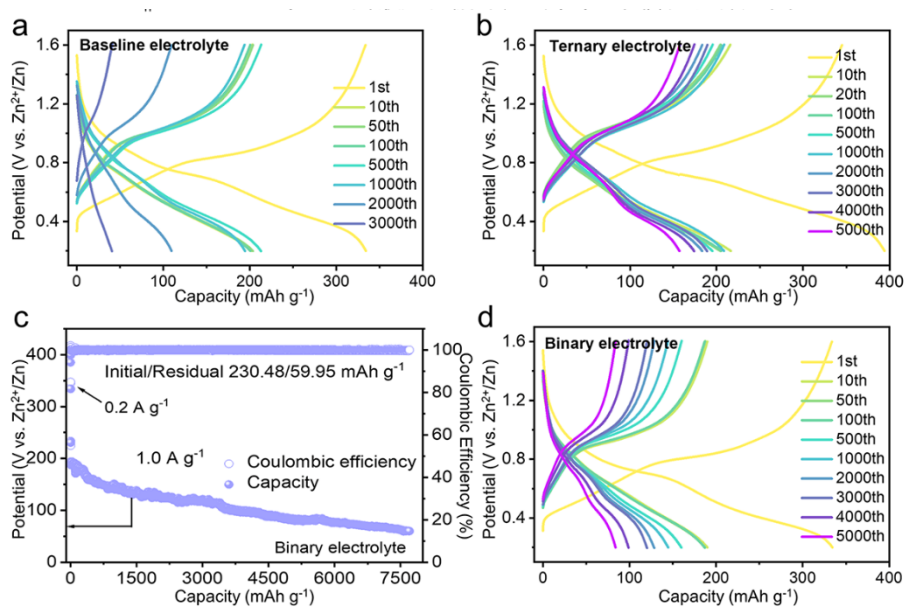 a
Baseline electrolyte
Potential (V vs. Zn²⁺/Zn)
1.6
1.2
0.8
0.4
0
100
200
300
400
Capacity (mAh g⁻¹)
1st
10th
50th
100th
500th
1000th
2000th
3000th
b
Ternary electrolyte
Potential (V vs. Zn²⁺/Zn)
1.6
1.2
0.8
0.4
0
100
200
300
400
Capacity (mAh g⁻¹)
1st
10th
20th
100th
500th
1000th
2000th
3000th
4000th
5000th
c
Potential (V vs. Zn²⁺/Zn)
400
350
300
250
200
150
100
50
0
0
1500
3000
4500
6000
7500
Capacity (mAh g⁻¹)
Coulombic Efficiency (%)
100
80
60
40
20
0
Initial/Residual 230.48/59.95 mAh g⁻¹
0.2 A g⁻¹
1.0 A g⁻¹
Coulombic efficiency
Capacity
Binary electrolyte
d
Binary electrolyte
Potential (V vs. Zn²⁺/Zn)
1.6
1.2
0.8
0.4
0
100
200
300
400
Capacity (mAh g⁻¹)
1st
10th
50th
100th
500th
1000th
2000th
3000th
4000th
5000th